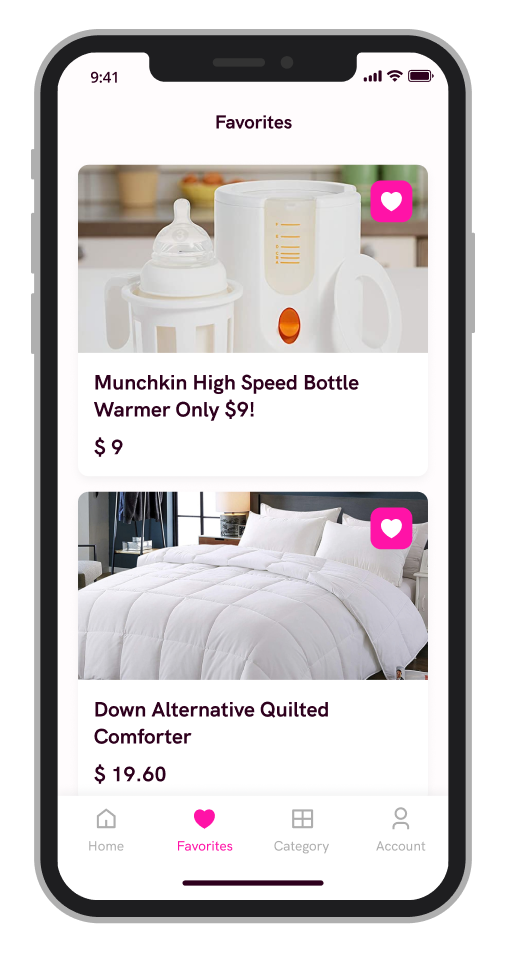 9:41
Favorites
Munchkin High Speed Bottle
Warmer Only $9!
$ 9
Down Alternative Quilted
Comforter
$ 19.60
Home
Favorites
Category
Account